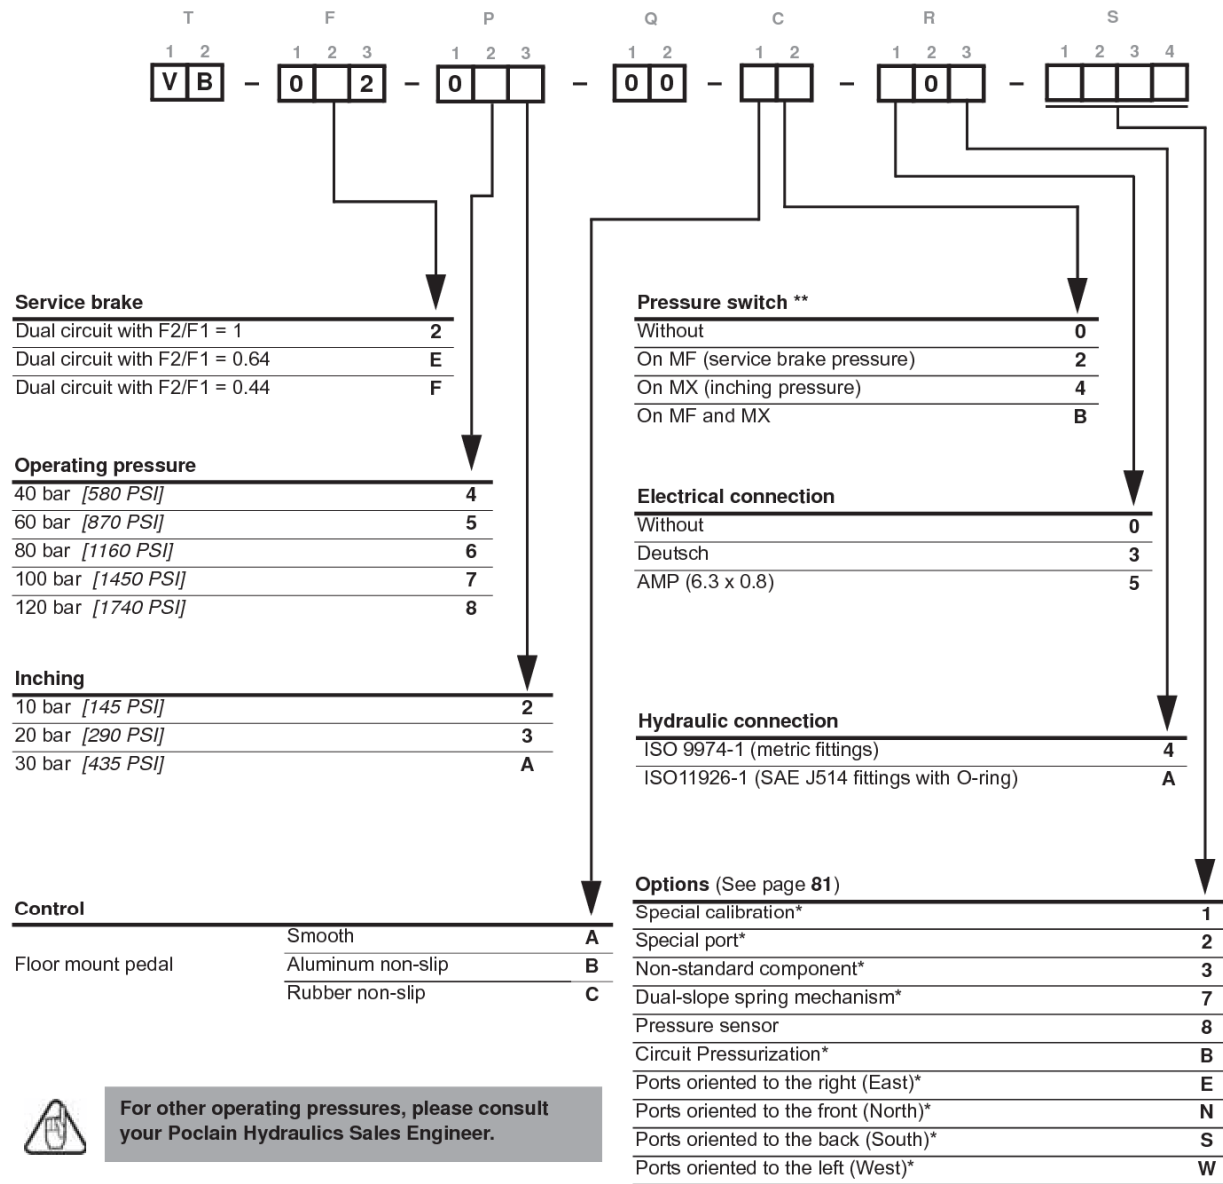 T F P Q C R S
1 2 1 2 3 1 2 3 1 2 1 2 1 2 3 1 2 3 4
V B – 0 2 – 0 – 0 0 – – 0 –
Service brake
Dual circuit with F2/F1 = 1 2
Dual circuit with F2/F1 = 0.64 E
Dual circuit with F2/F1 = 0.44 F
Operating pressure
40 bar [580 PSI] 4
60 bar [870 PSI] 5
80 bar [1160 PSI] 6
100 bar [1450 PSI] 7
120 bar [1740 PSI] 8
Inching
10 bar [145 PSI] 2
20 bar [290 PSI] 3
30 bar [435 PSI] A
Control
Smooth A
Floor mount pedal Aluminum non-slip B
Rubber non-slip C
For other operating pressures, please consult
your Poclain Hydraulics Sales Engineer.
Pressure switch **
Without 0
On MF (service brake pressure) 2
On MX (inching pressure) 4
On MF and MX B
Electrical connection
Without 0
Deutsch 3
AMP (6.3 x 0.8) 5
Hydraulic connection
ISO 9974-1 (metric fittings) 4
ISO11926-1 (SAE J514 fittings with O-ring) A
Options (See page 81)
Special calibration* 1
Special port* 2
Non-standard component* 3
Dual-slope spring mechanism* 7
Pressure sensor 8
Circuit Pressurization* B
Ports oriented to the right (East)* E
Ports oriented to the front (North)* N
Ports oriented to the back (South)* S
Ports oriented to the left (West)* W